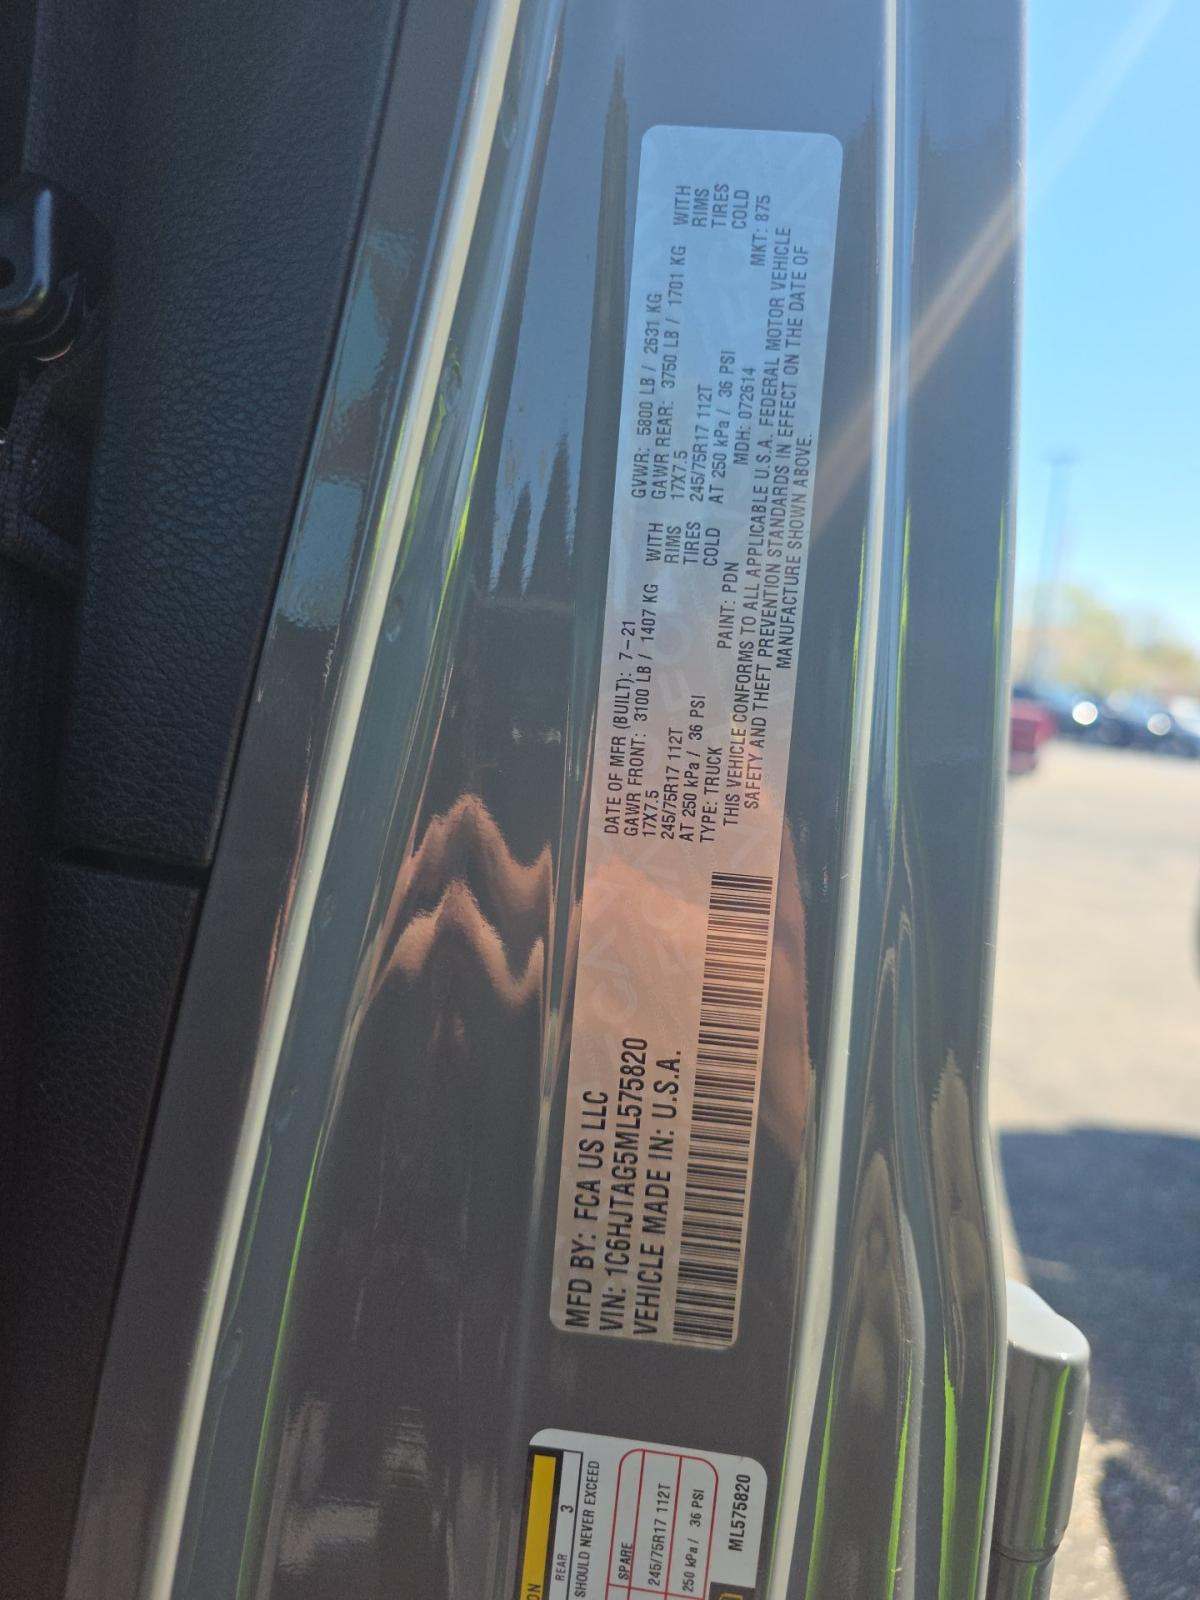 MFD BY: FCA US LLC
VIN: 1C6HJTAG5ML575820
VEHICLE MADE IN: U.S.A.
DATE OF MFR (BUILT): 7-21 GVWR: 5800 LB / 2631 KG
GAWR FRONT: 3100 LB / 1407 KG WITH GAWR REAR: 3750 LB / 1701 KG WITH
17X7.5 RIMS 17X7.5 RIMS
245/75R17 112T TIRES 245/75R17 112T TIRES
AT 250 kPa / 36 PSI COLD AT 250 kPa / 36 PSI COLD
TYPE: TRUCK PAINT: PDN MDH: 072614 MKT: 875
THIS VEHICLE CONFORMS TO ALL APPLICABLE U.S.A. FEDERAL MOTOR VEHICLE
SAFETY AND THEFT PREVENTION STANDARDS IN EFFECT ON THE DATE OF
MANUFACTURE SHOWN ABOVE.
ON
REAR 3
SHOULD NEVER EXCEED
SPARE
245/75R17 112T
250 kPa / 36 PSI
ML575820